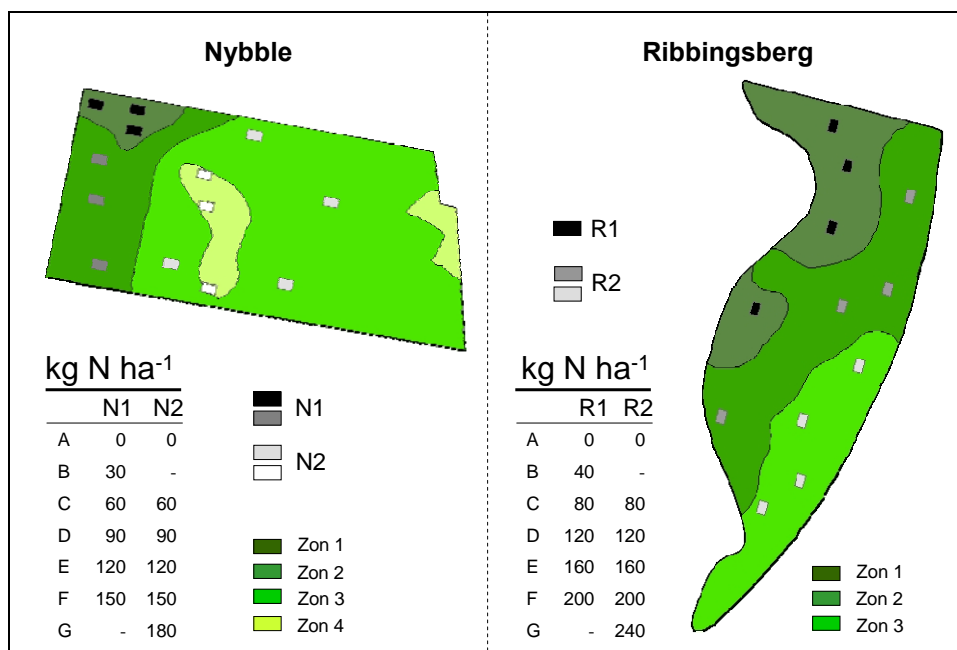 Nybble
kg N ha-1
N1 N2
A 0 0
B 30 -
C 60 60
D 90 90
E 120 120
F 150 150
G - 180
N1
N2
Zon 1
Zon 2
Zon 3
Zon 4
Ribbingsberg
R1
R2
kg N ha-1
R1 R2
A 0 0
B 40 -
C 80 80
D 120 120
E 160 160
F 200 200
G - 240
Zon 1
Zon 2
Zon 3